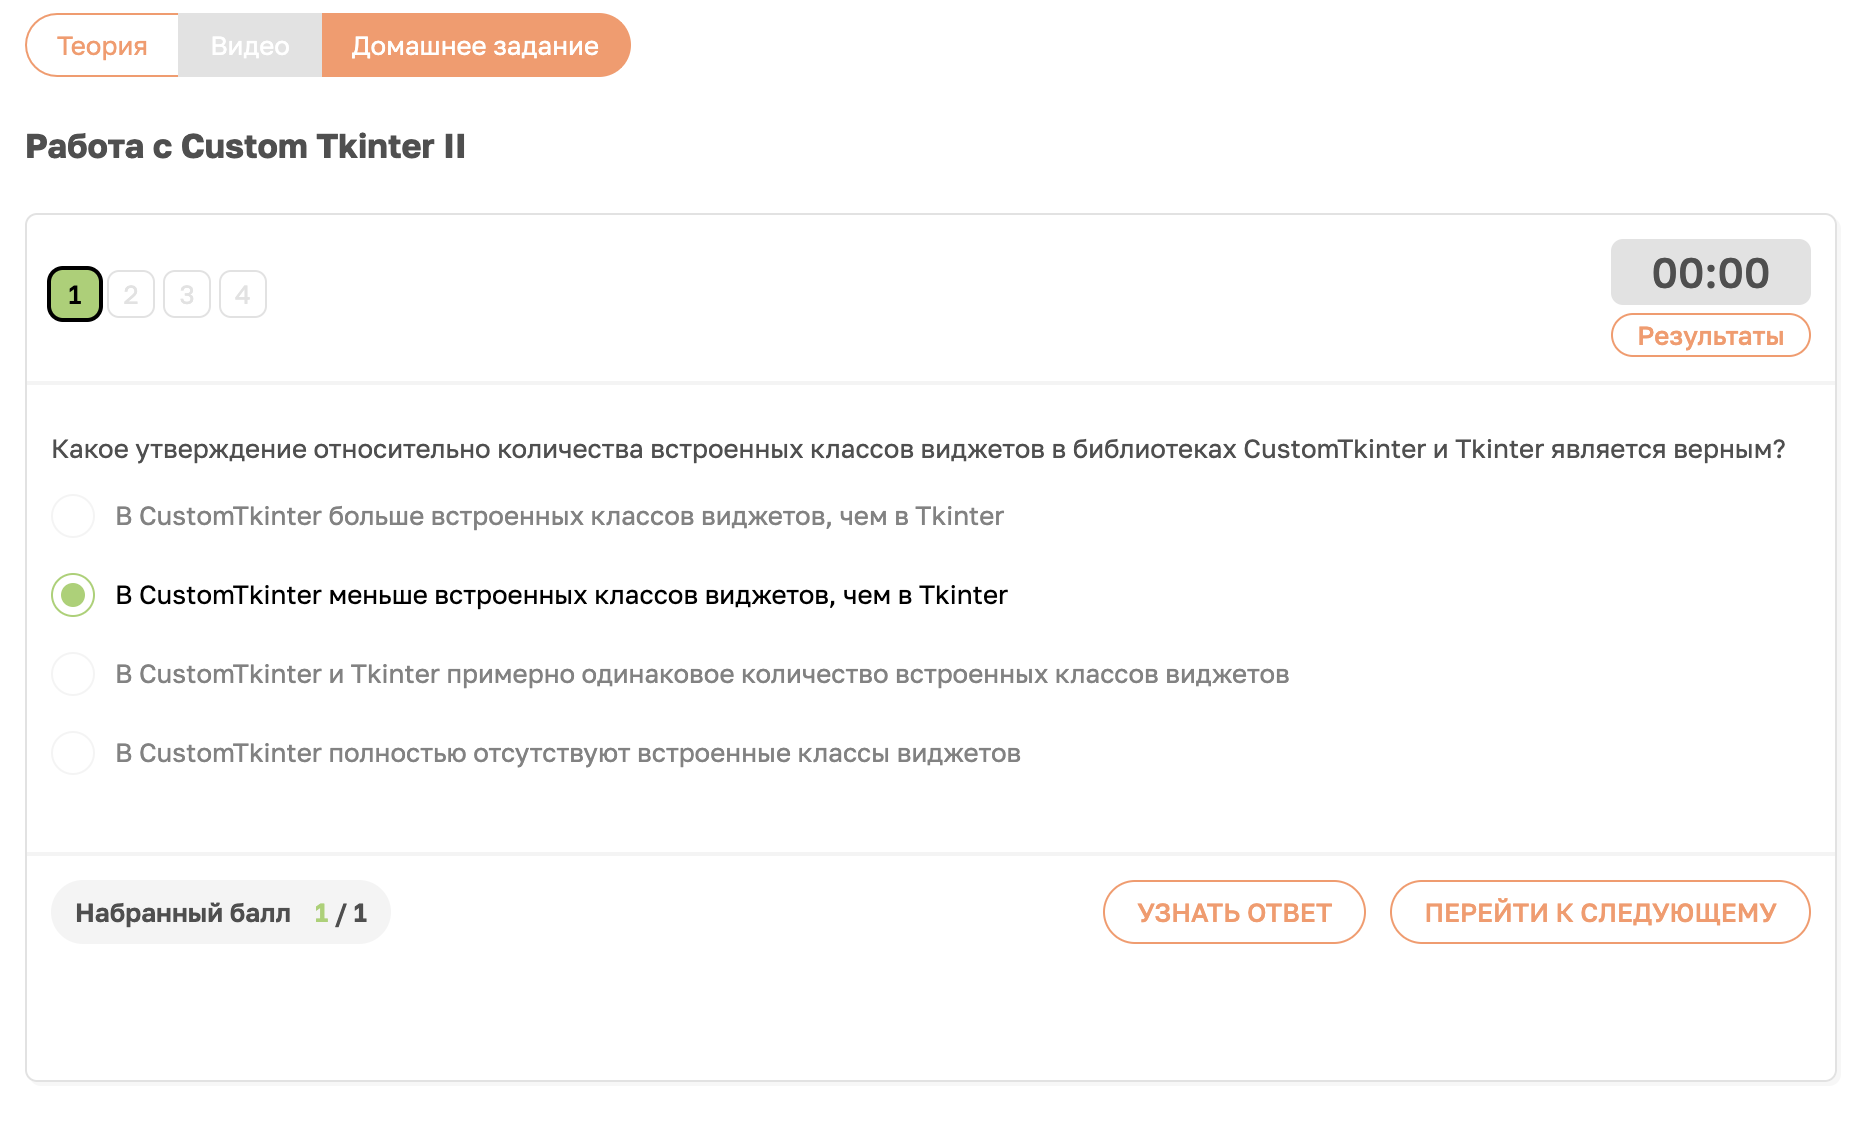 Теория
Видео
Домашнее задание
Работа с Custom Tkinter II
1
2
3
4
00:00
Результаты
Какое утверждение относительно количества встроенных классов виджетов в библиотеках CustomTkinter и Tkinter является верным?
В CustomTkinter больше встроенных классов виджетов, чем в Tkinter
В CustomTkinter меньше встроенных классов виджетов, чем в Tkinter
В CustomTkinter и Tkinter примерно одинаковое количество встроенных классов виджетов
В CustomTkinter полностью отсутствуют встроенные классы виджетов
Набранный балл 1 / 1
УЗНАТЬ ОТВЕТ
ПЕРЕЙТИ К СЛЕДУЮЩЕМУ